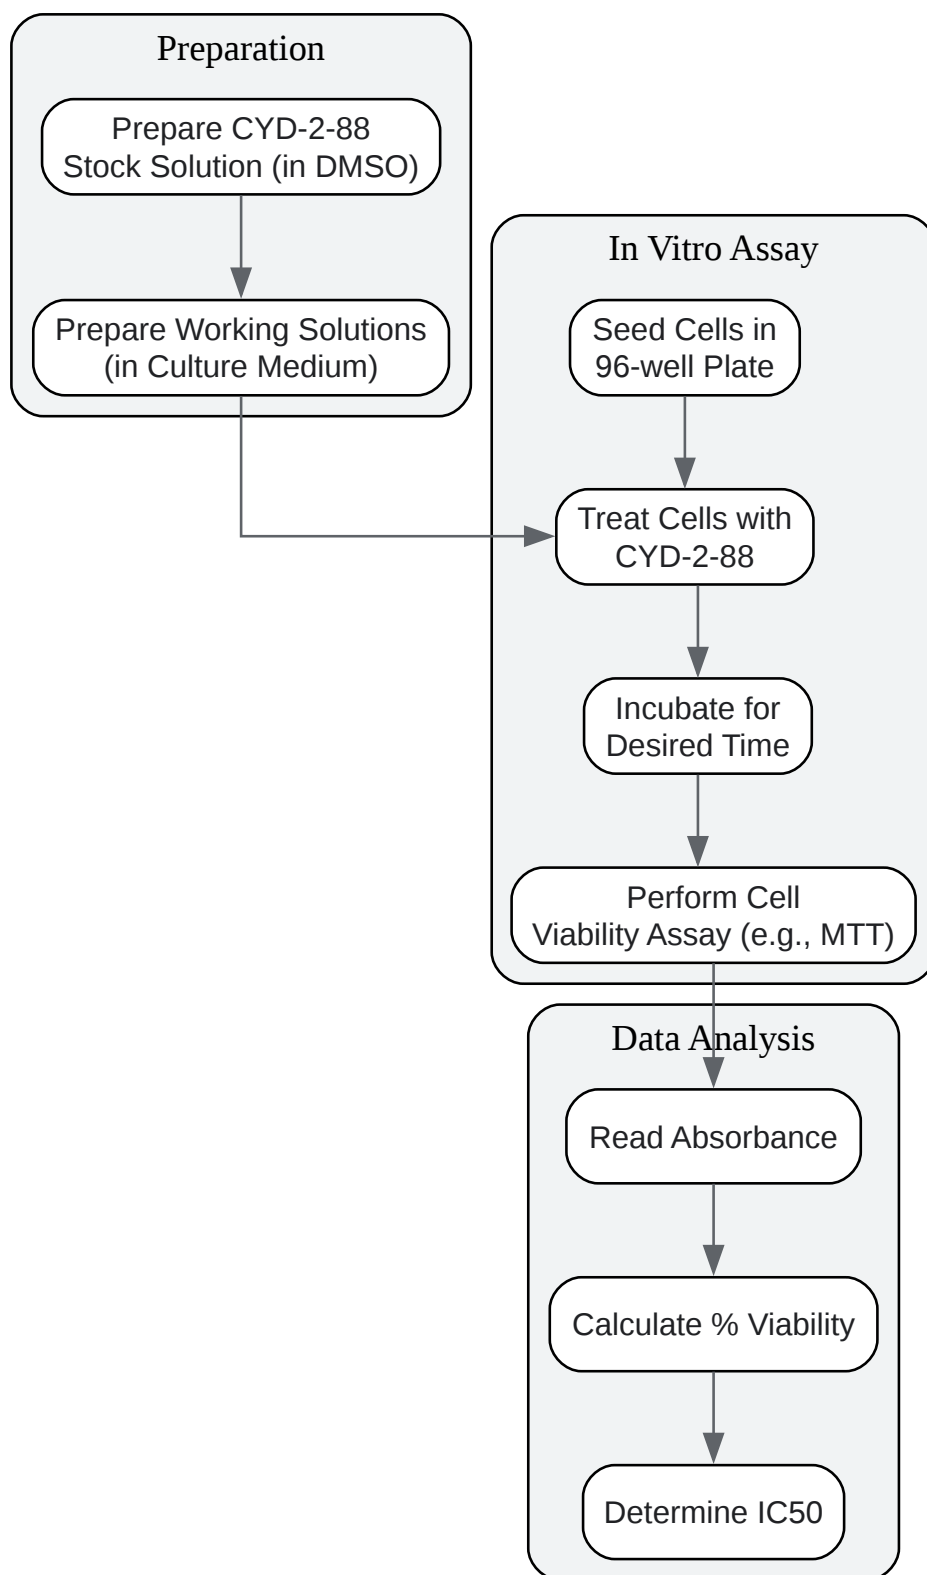 Preparation
Prepare CYD-2-88
Stock Solution (in DMSO)
Prepare Working Solutions
(in Culture Medium)
In Vitro Assay
Seed Cells in
96-well Plate
Treat Cells with
CYD-2-88
Incubate for
Desired Time
Perform Cell
Viability Assay (e.g., MTT)
Data Analysis
Read Absorbance
Calculate % Viability
Determine IC50